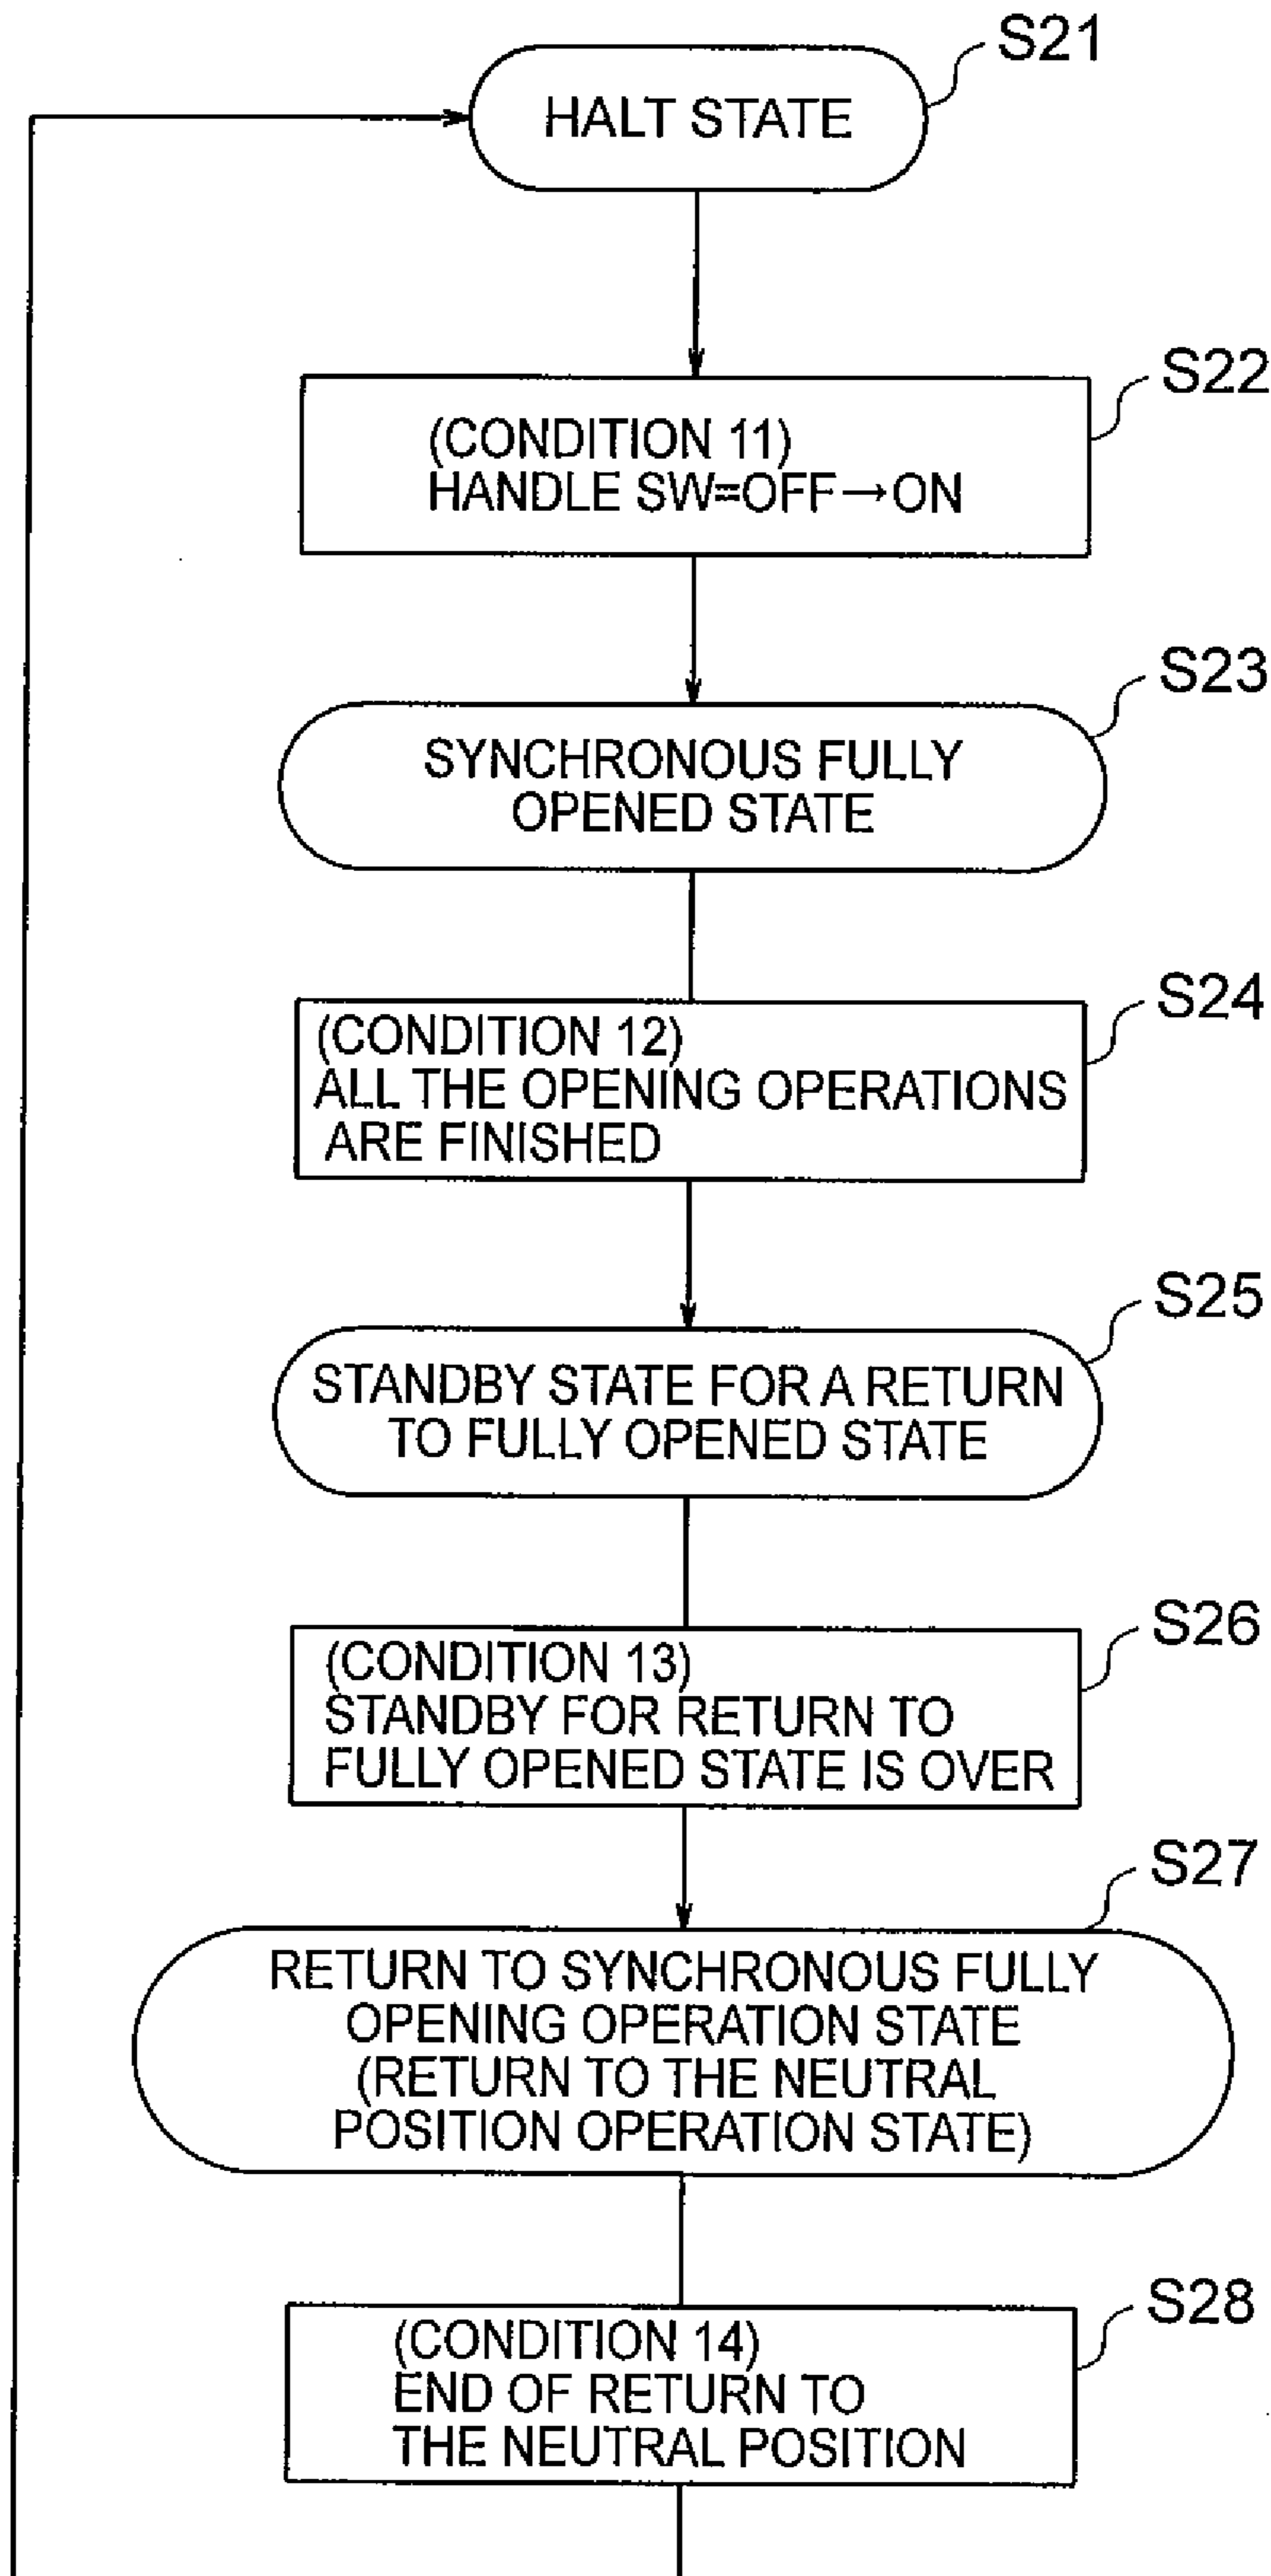 S21
HALT STATE
S22
(CONDITION 11)
HANDLE SW=OFF→ON
S23
SYNCHRONOUS FULLY
OPENED STATE
S24
(CONDITION 12)
ALL THE OPENING OPERATIONS
ARE FINISHED
S25
STANDBY STATE FOR A RETURN
TO FULLY OPENED STATE
S26
(CONDITION 13)
STANDBY FOR RETURN TO
FULLY OPENED STATE IS OVER
S27
RETURN TO SYNCHRONOUS FULLY
OPENING OPERATION STATE
(RETURN TO THE NEUTRAL
POSITION OPERATION STATE)
S28
(CONDITION 14)
END OF RETURN TO
THE NEUTRAL POSITION